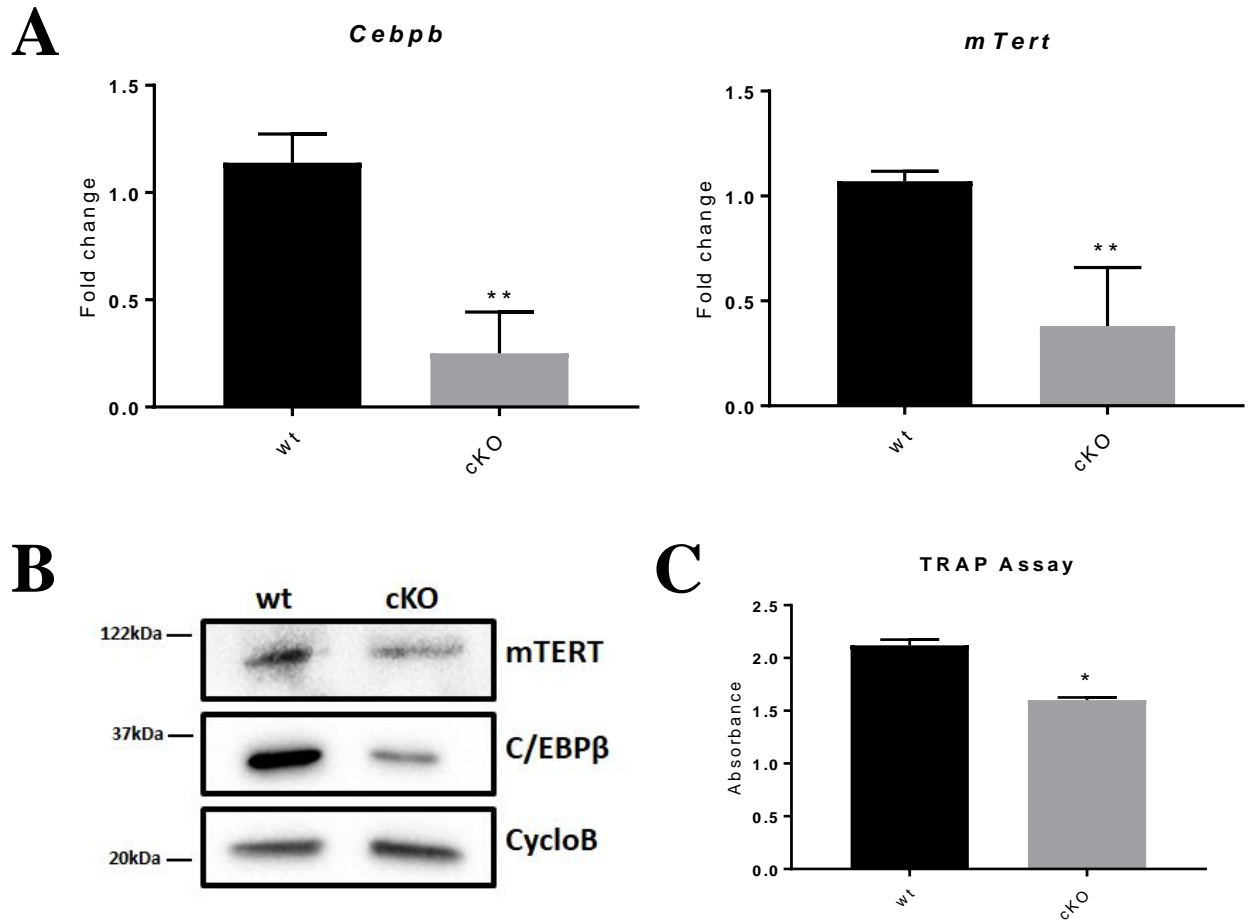 A
Cebpb
Fold change
1.5
1.0
0.5
0.0
**
wt
cKO
mTert
Fold change
1.5
1.0
0.5
0.0
**
wt
cKO
B
wt
cKO
122kDa
mTERT
37kDa
C/EBPβ
20kDa
CycloB
C
TRAP Assay
Absorbance
2.5
2.0
1.5
1.0
0.5
0.0
*
wt
cKO